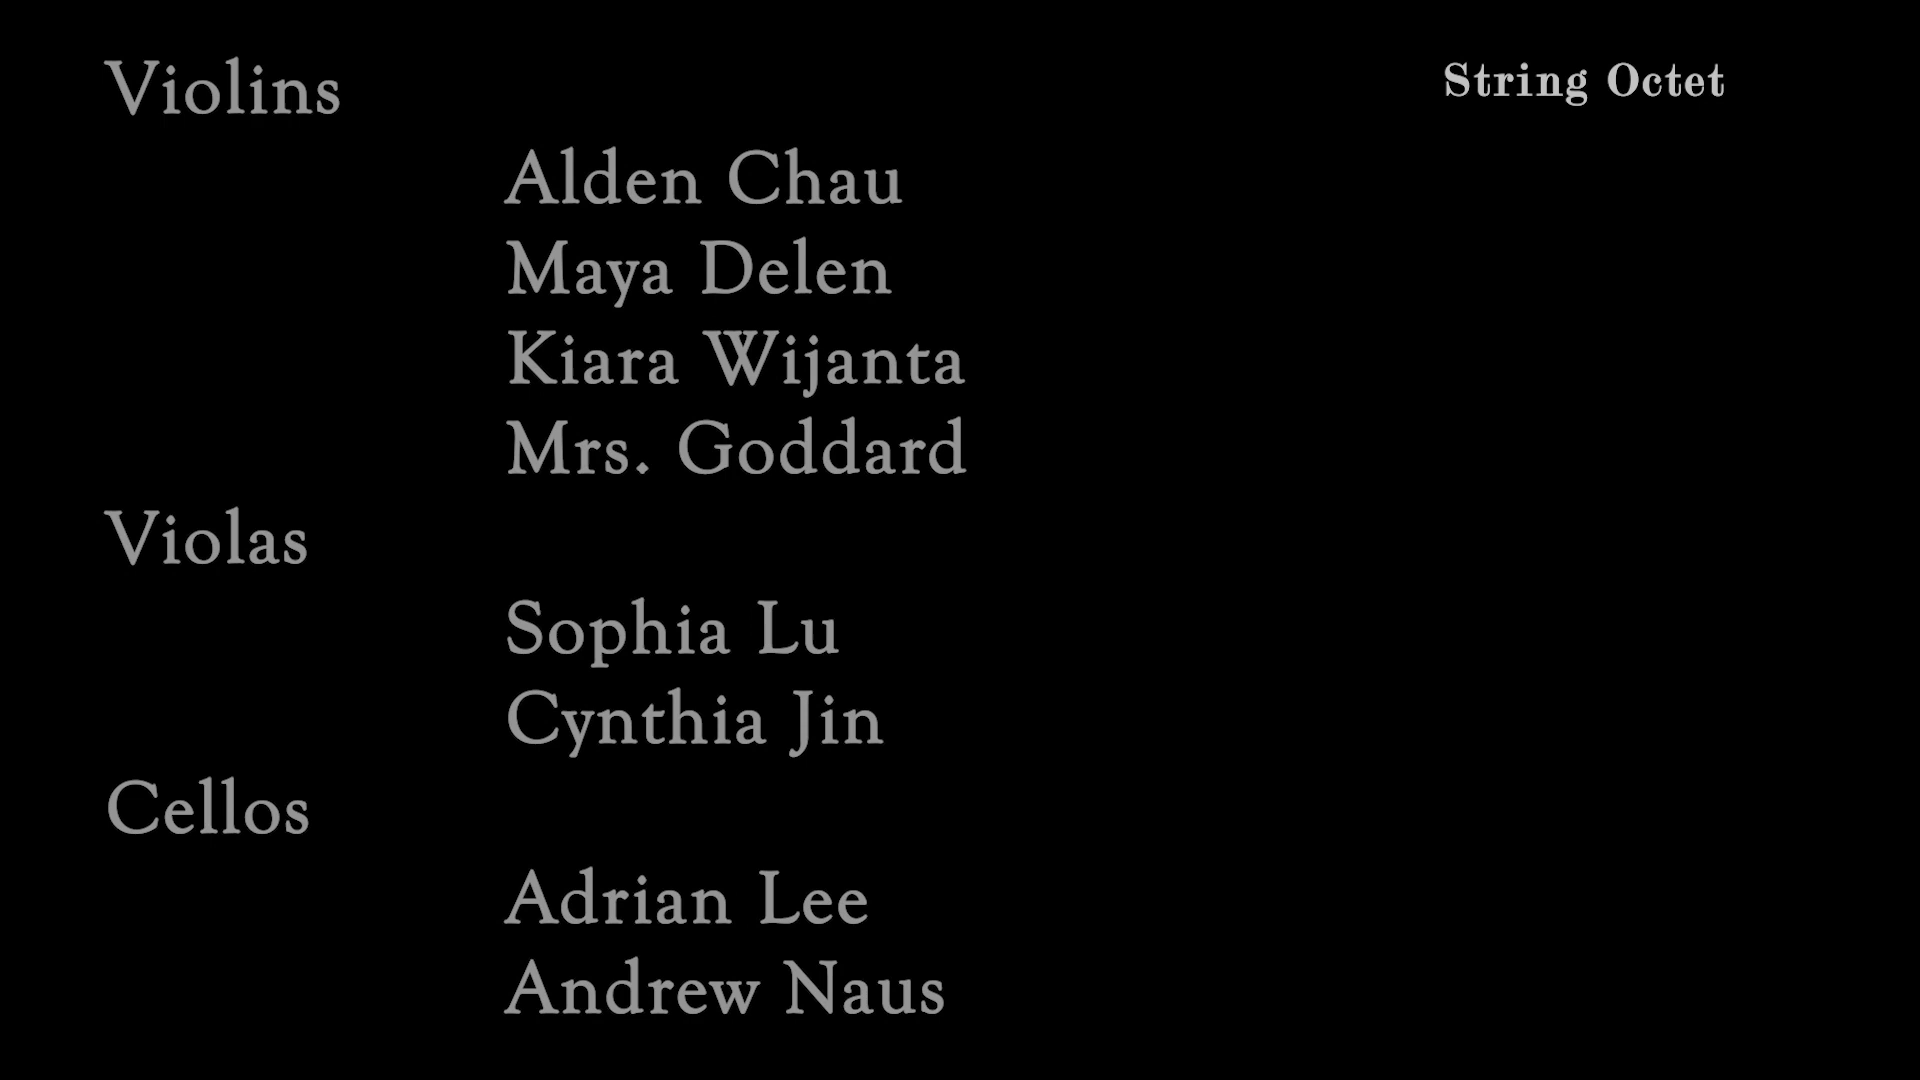 Violins
String Octet
Alden Chau
Maya Delen
Kiara Wijanta
Mrs. Goddard
Violas
Sophia Lu
Cynthia Jin
Cellos
Adrian Lee
Andrew Naus